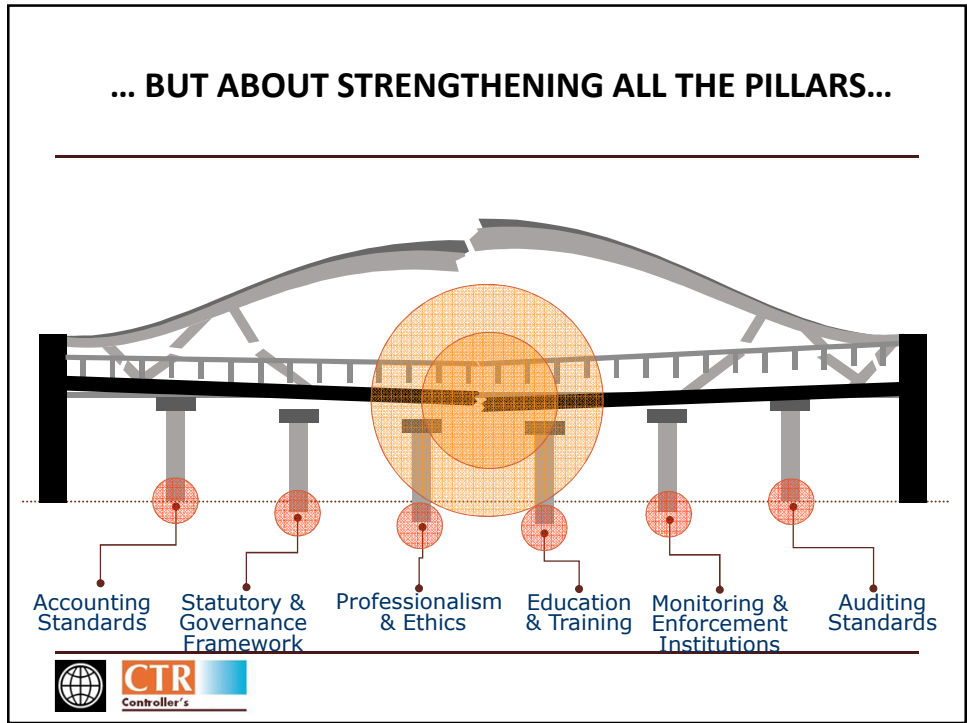 ... BUT ABOUT STRENGTHENING ALL THE PILLARS...
Accounting
Standards
Statutory &
Governance
Framework
Professionalism
& Ethics
Education
& Training
Monitoring &
Enforcement
Institutions
Auditing
Standards
CTR
Controller's